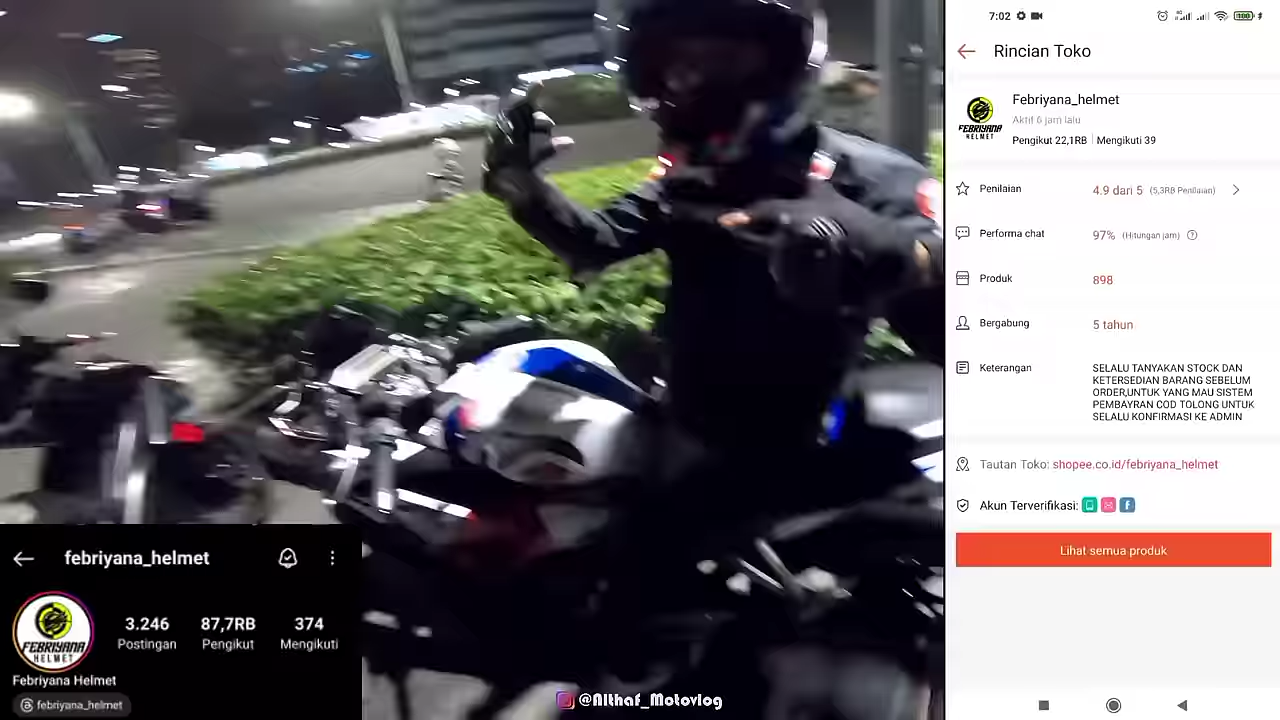 7:02
Rincian Toko
Febriyana_helmet
Aktif 6 jam lalu
Pengikut 22,1RB | Mengikuti 39
FEBRIYANA
HELMET
Penilaian
4.9 dari 5 (5,3RB Penilaian)
Performa chat
97% (Hitungan jam)
Produk
898
Bergabung
5 tahun
Keterangan
SELALU TANYAKAN STOCK DAN
KETERSEDIAN BARANG SEBELUM
ORDER,UNTUK YANG MAU SISTEM
PEMBAYRAN COD TOLONG UNTUK
SELALU KONFIRMASI KE ADMIN
Tautan Toko: shopee.co.id/febriyana_helmet
Akun Terverifikasi:
Lihat semua produk
febriyana_helmet
3.246
87,7RB
374
Postingan
Pengikut
Mengikuti
FEBRIYANA
HELMET
Febriyana Helmet
febriyana_helmet
@Althaf_Motovlog